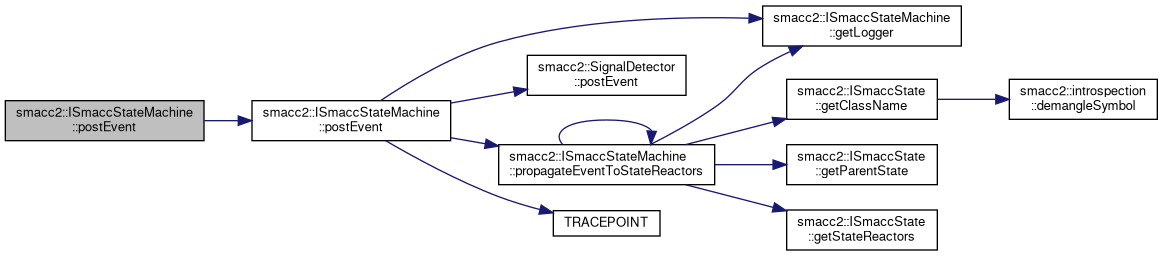 smacc2::ISmaccStateMachine
::postEvent
smacc2::ISmaccStateMachine
::postEvent
smacc2::ISmaccStateMachine
::getLogger
smacc2::SignalDetector
::postEvent
smacc2::ISmaccStateMachine
::propagateEventToStateReactors
TRACEPOINT
smacc2::ISmaccState
::getClassName
smacc2::introspection
::demangleSymbol
smacc2::ISmaccState
::getParentState
smacc2::ISmaccState
::getStateReactors